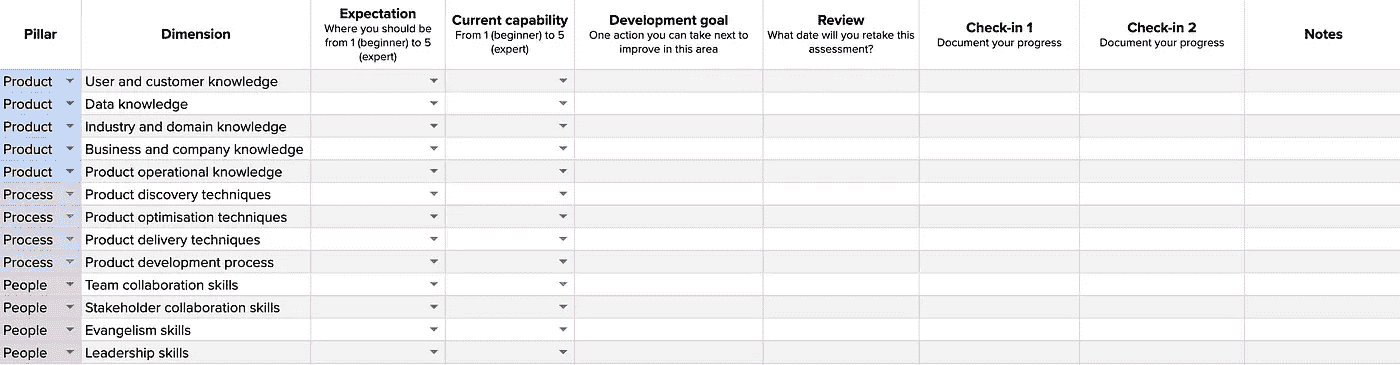 Pillar
Dimension
Expectation
Where you should be
from 1 (beginner) to 5
(expert)
Current capability
From 1 (beginner) to 5
(expert)
Development goal
One action you can take next to
improve in this area
Review
What date will you retake this
assessment?
Check-in 1
Document your progress
Check-in 2
Document your progress
Notes
Product User and customer knowledge
Product Data knowledge
Product Industry and domain knowledge
Product Business and company knowledge
Product Product operational knowledge
Process Product discovery techniques
Process Product optimisation techniques
Process Product delivery techniques
Process Product development process
People Team collaboration skills
People Stakeholder collaboration skills
People Evangelism skills
People Leadership skills